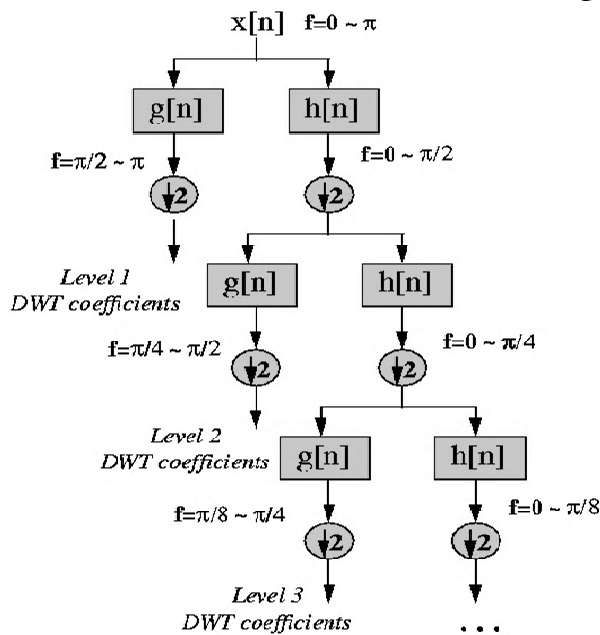 x[n] f=0 ~ π
g[n] h[n]
f=π/2 ~ π f=0 ~ π/2
↓2 ↓2
Level 1
DWT coefficients
g[n] h[n]
f=π/4 ~ π/2 f=0 ~ π/4
↓2 ↓2
Level 2
DWT coefficients
g[n] h[n]
f=π/8 ~ π/4 f=0 ~ π/8
↓2 ↓2
Level 3
DWT coefficients
...